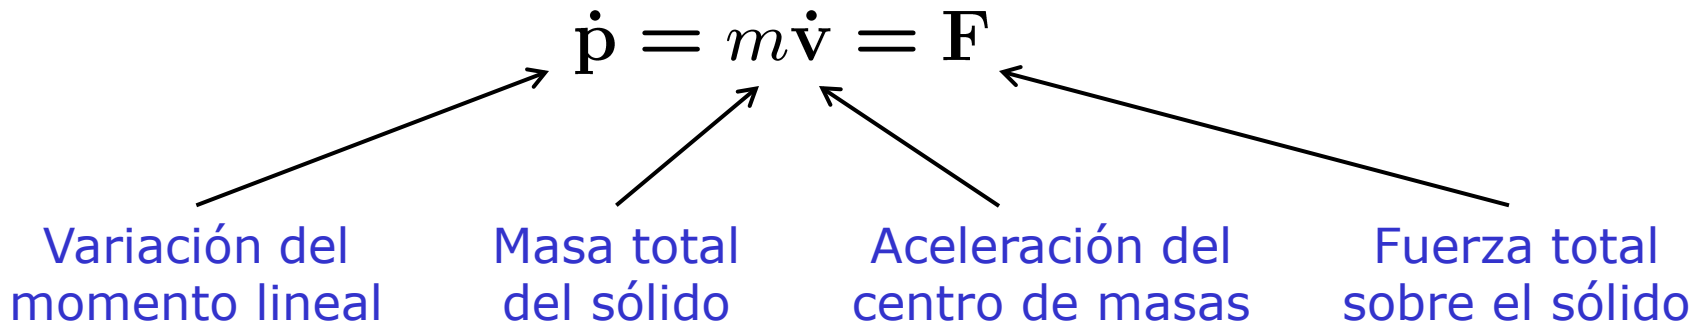 ṗ = mv̇ = F
Variación del momento lineal
Masa total del sólido
Aceleración del centro de masas
Fuerza total sobre el sólido